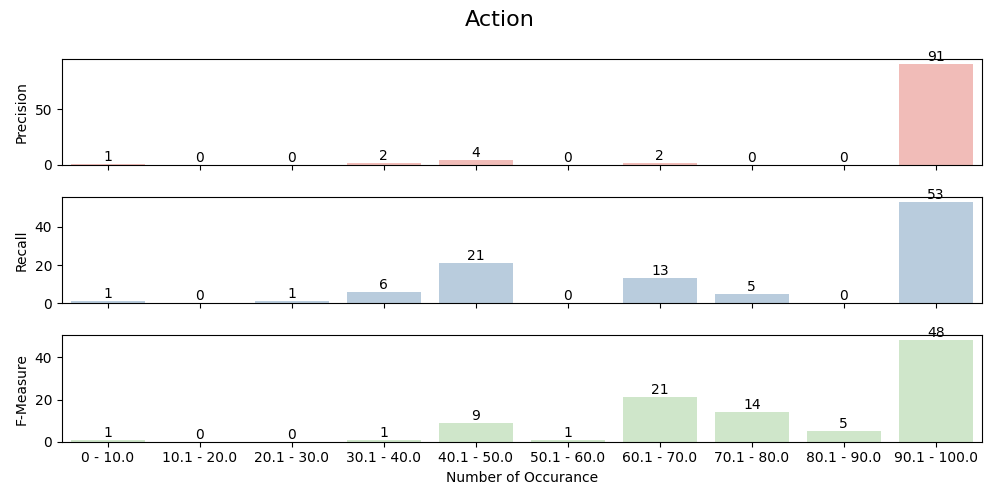 Action
Precision
50
0
1 0 0 2 4 0 2 0 0 91
Recall
40
20
0
1 0 1 6 21 0 13 5 0 53
F-Measure
40
20
0
1 0 0 1 9 1 21 14 5 48
0 - 10.0 10.1 - 20.0 20.1 - 30.0 30.1 - 40.0 40.1 - 50.0 50.1 - 60.0 60.1 - 70.0 70.1 - 80.0 80.1 - 90.0 90.1 - 100.0
Number of Occurance